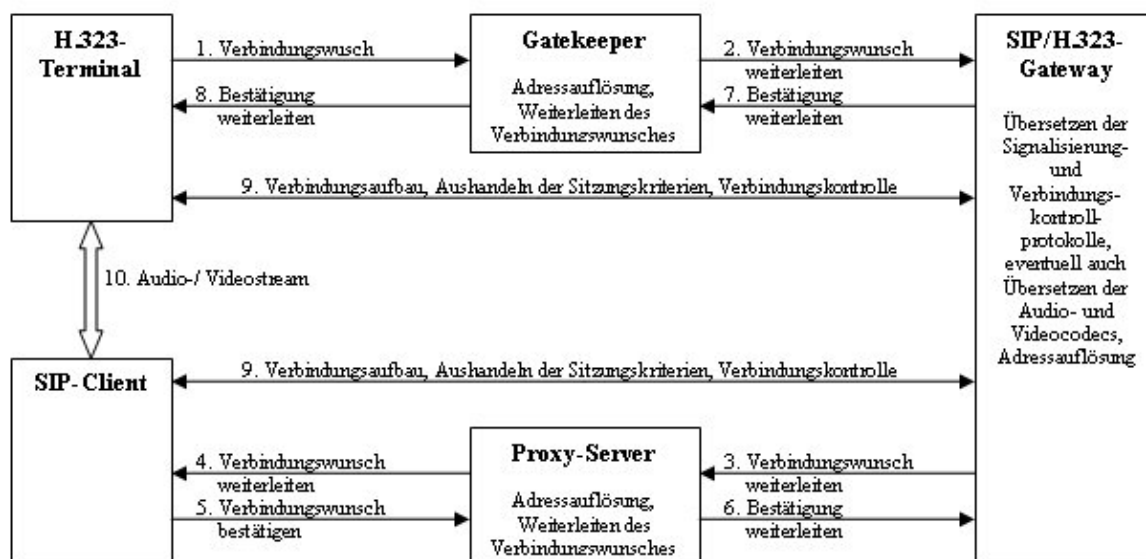 H.323-
Terminal
1. Verbindungswusch
8. Bestätigung
weiterleiten
Gatekeeper
Adressauflösung,
Weiterleiten des
Verbindungswunsches
2. Verbindungswunsch
weiterleiten
7. Bestätigung
weiterleiten
SIP/H.323-
Gateway
Übersetzen der
Signalisierung-
und
Verbindungs-
kontroll-
protokolle,
eventuell auch
Übersetzen der
Audio- und
Videocodecs,
Adressauflösung
9. Verbindungsaufbau, Aushandeln der Sitzungskriterien, Verbindungskontrolle
10. Audio-/ Videostream
SIP-Client
9. Verbindungsaufbau, Aushandeln der Sitzungskriterien, Verbindungskontrolle
4. Verbindungswunsch
weiterleiten
5. Verbindungswunsch
bestätigen
Proxy-Server
Adressauflösung,
Weiterleiten des
Verbindungswunsches
3. Verbindungswunsch
weiterleiten
6. Bestätigung
weiterleiten